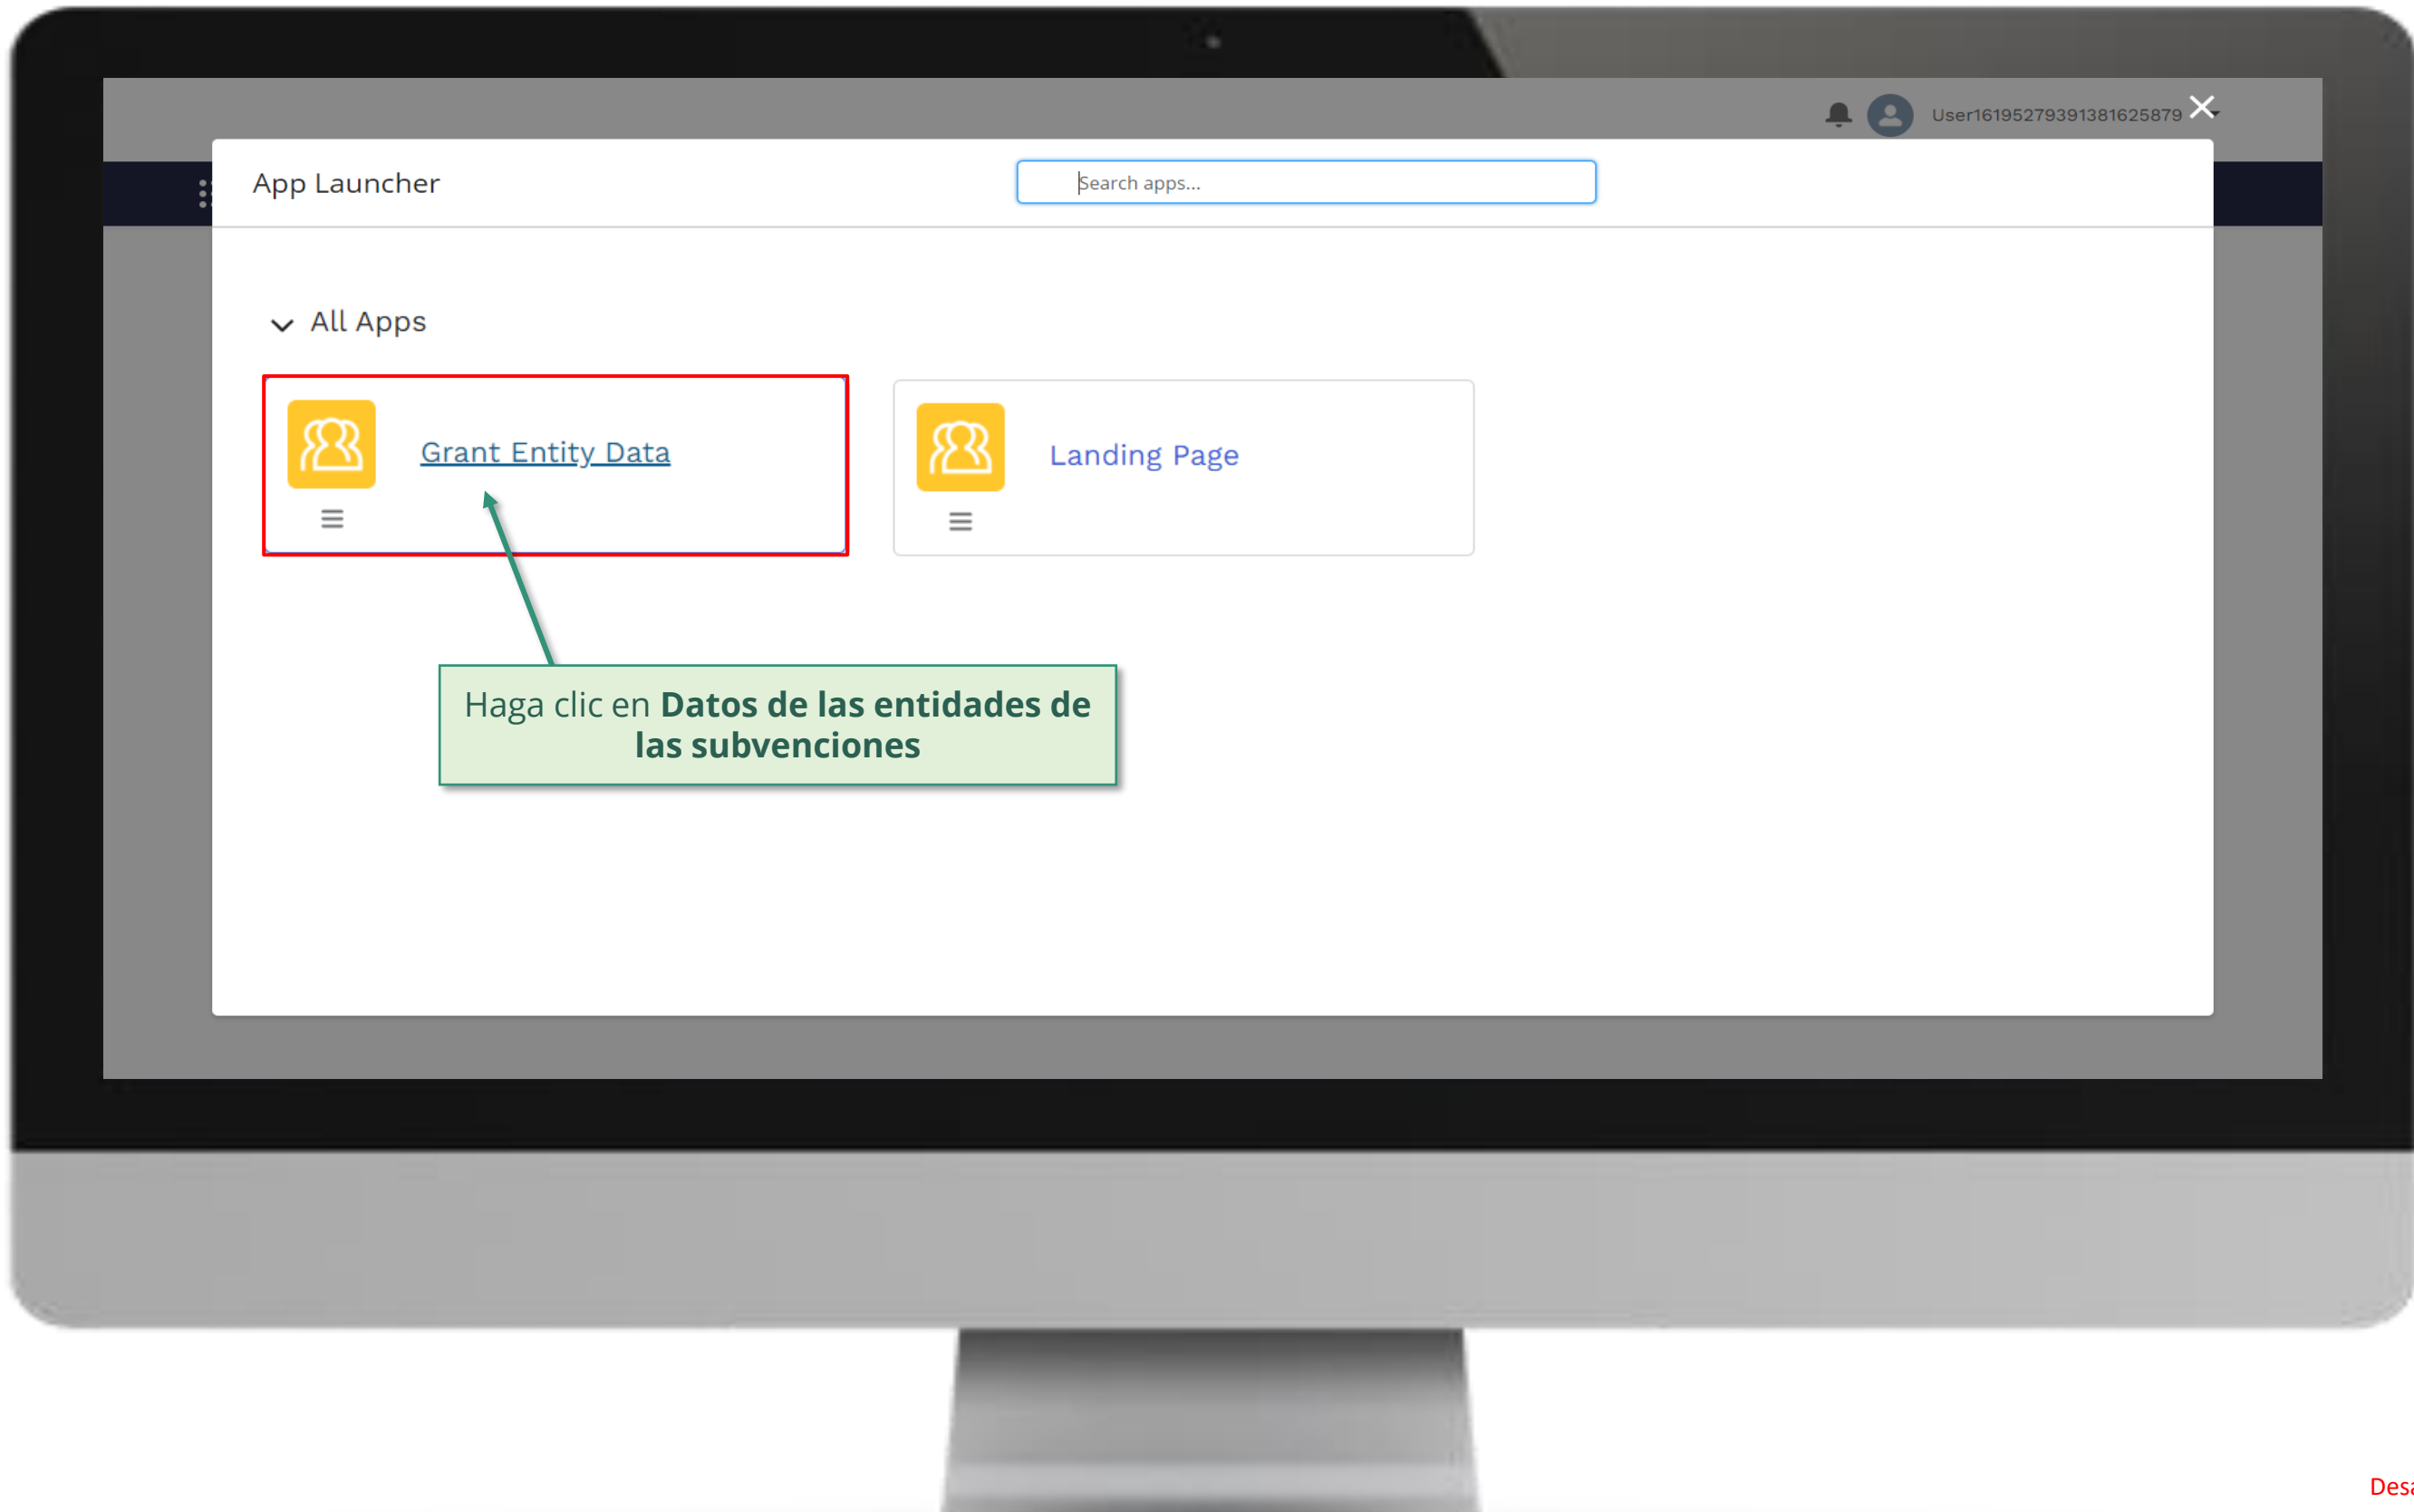 User16195279391381625879
App Launcher
Search apps...
All Apps
Grant Entity Data
Landing Page
Haga clic en Datos de las entidades de
las subvenciones